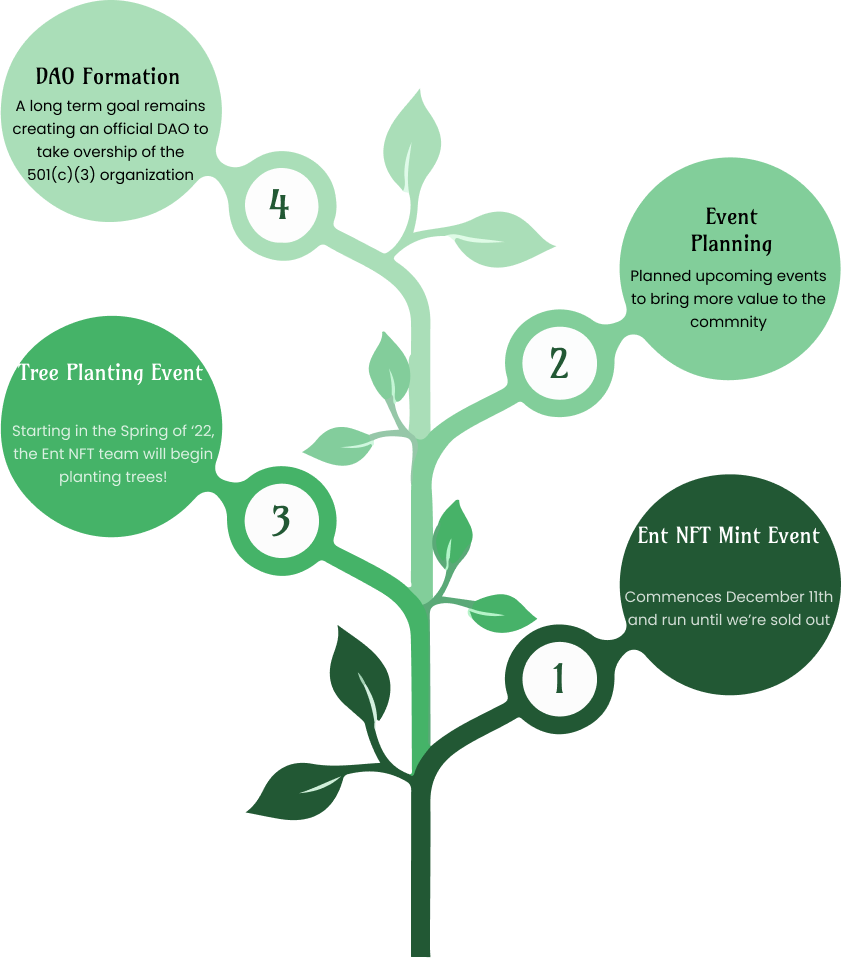 DAO Formation
A long term goal remains
creating an official DAO to
take overship of the
501(c)(3) organization
4
Event
Planning
Planned upcoming events
to bring more value to the
commnity
2
Tree Planting Event
Starting in the Spring of ‘22,
the Ent NFT team will begin
planting trees!
3
Ent NFT Mint Event
Commences December 11th
and run until we’re sold out
1